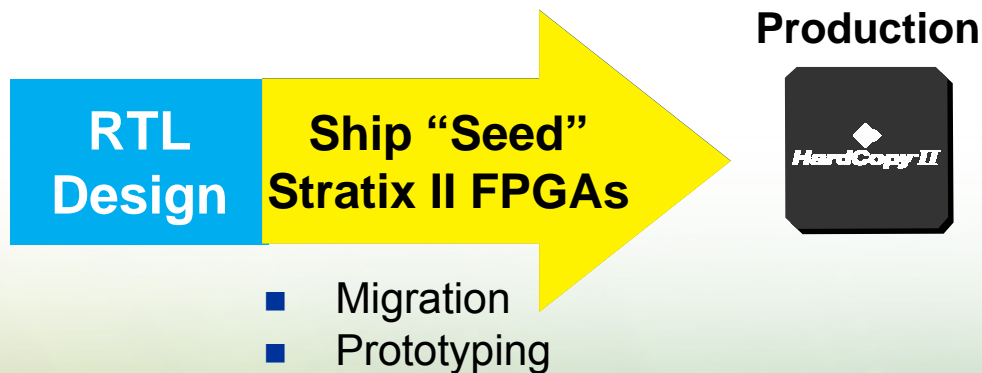 Production
RTL
Design
Ship “Seed”
Stratix II FPGAs
HardCopy II
Migration
Prototyping